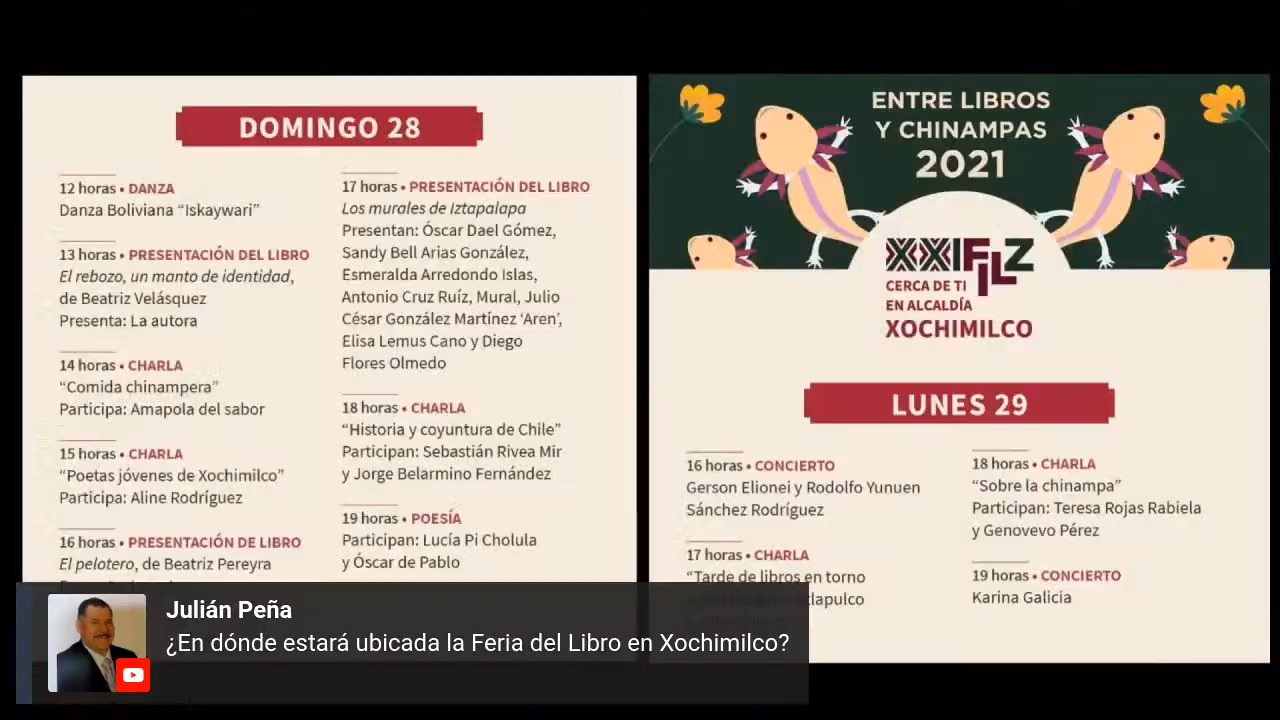 DOMINGO 28
12 horas • DANZA
Danza Boliviana “Iskaywari”
13 horas • PRESENTACIÓN DEL LIBRO
El rebozo, un manto de identidad,
de Beatriz Velásquez
Presenta: La autora
14 horas • CHARLA
“Comida chinampera”
Participa: Amapola del sabor
15 horas • CHARLA
“Poetas jóvenes de Xochimilco”
Participa: Aline Rodríguez
16 horas • PRESENTACIÓN DE LIBRO
El pelotero, de Beatriz Pereyra
17 horas • PRESENTACIÓN DEL LIBRO
Los murales de Iztapalapa
Presentan: Óscar Dael Gómez,
Sandy Bell Arias González,
Esmeralda Arredondo Islas,
Antonio Cruz Ruíz, Mural, Julio
César González Martínez ‘Aren’,
Elisa Lemus Cano y Diego
Flores Olmedo
18 horas • CHARLA
“Historia y coyuntura de Chile”
Participan: Sebastián Rivea Mir
y Jorge Belarmino Fernández
19 horas • POESÍA
Participan: Lucía Pi Cholula
y Óscar de Pablo
ENTRE LIBROS
Y CHINAMPAS
2021
XXI FILZ
CERCA DE TI
EN ALCALDÍA
XOCHIMILCO
LUNES 29
16 horas • CONCIERTO
Gerson Elionei y Rodolfo Yunuen
Sánchez Rodríguez
17 horas • CHARLA
“Tarde de libros en torno
18 horas • CHARLA
“Sobre la chinampa”
Participan: Teresa Rojas Rabiela
y Genovevo Pérez
19 horas • CONCIERTO
Karina Galicia
Julián Peña
¿En dónde estará ubicada la Feria del Libro en Xochimilco?